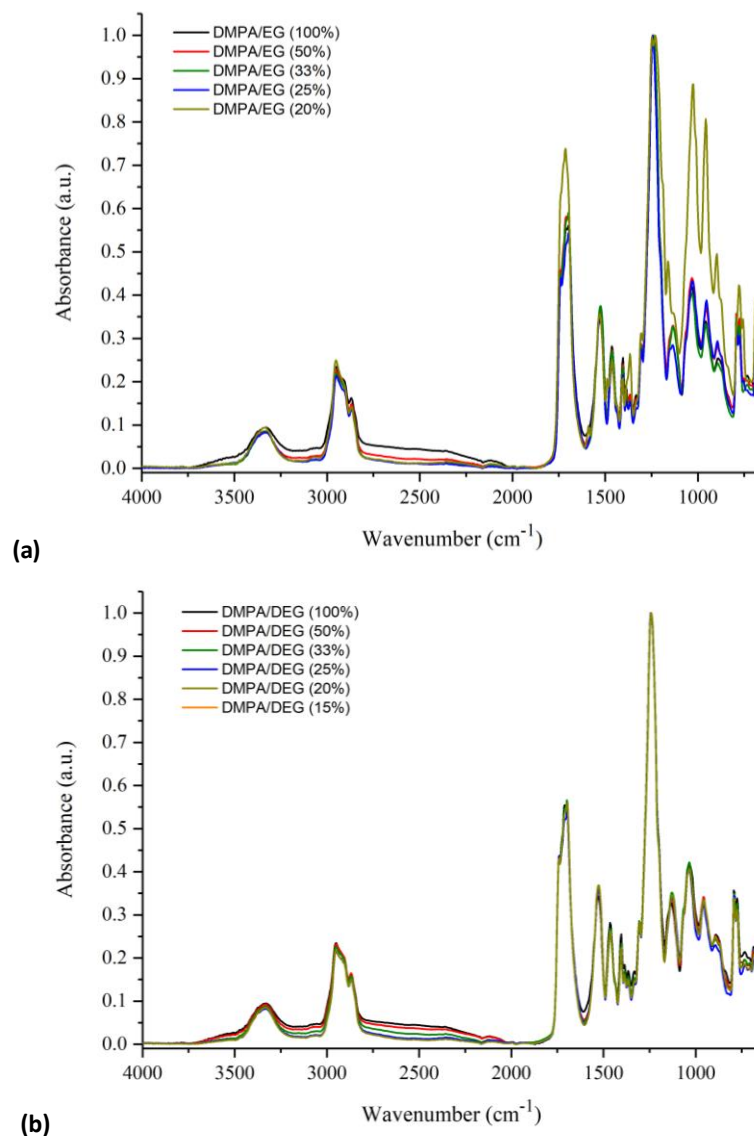 DMPA/EG (100%)
DMPA/EG (50%)
DMPA/EG (33%)
DMPA/EG (25%)
DMPA/EG (20%)
1.0
0.9
0.8
0.7
0.6
0.5
0.4
0.3
0.2
0.1
0.0
Absorbance (a.u.)
4000 3500 3000 2500 2000 1500 1000
Wavenumber (cm⁻¹)
(a)
DMPA/DEG (100%)
DMPA/DEG (50%)
DMPA/DEG (33%)
DMPA/DEG (25%)
DMPA/DEG (20%)
DMPA/DEG (15%)
1.0
0.9
0.8
0.7
0.6
0.5
0.4
0.3
0.2
0.1
0.0
Absorbance (a.u.)
4000 3500 3000 2500 2000 1500 1000
Wavenumber (cm⁻¹)
(b)